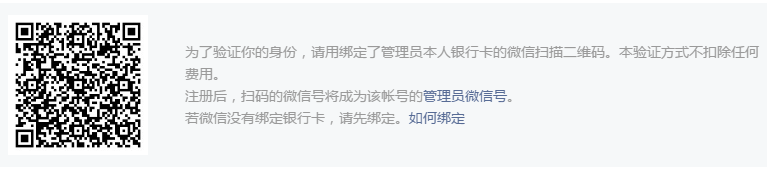 为了验证你的身份，请用绑定了管理员本人银行卡的微信扫描二维码。本验证方式不扣除任何
费用。
注册后，扫码的微信号将成为该帐号的管理员微信号。
若微信没有绑定银行卡，请先绑定。如何绑定